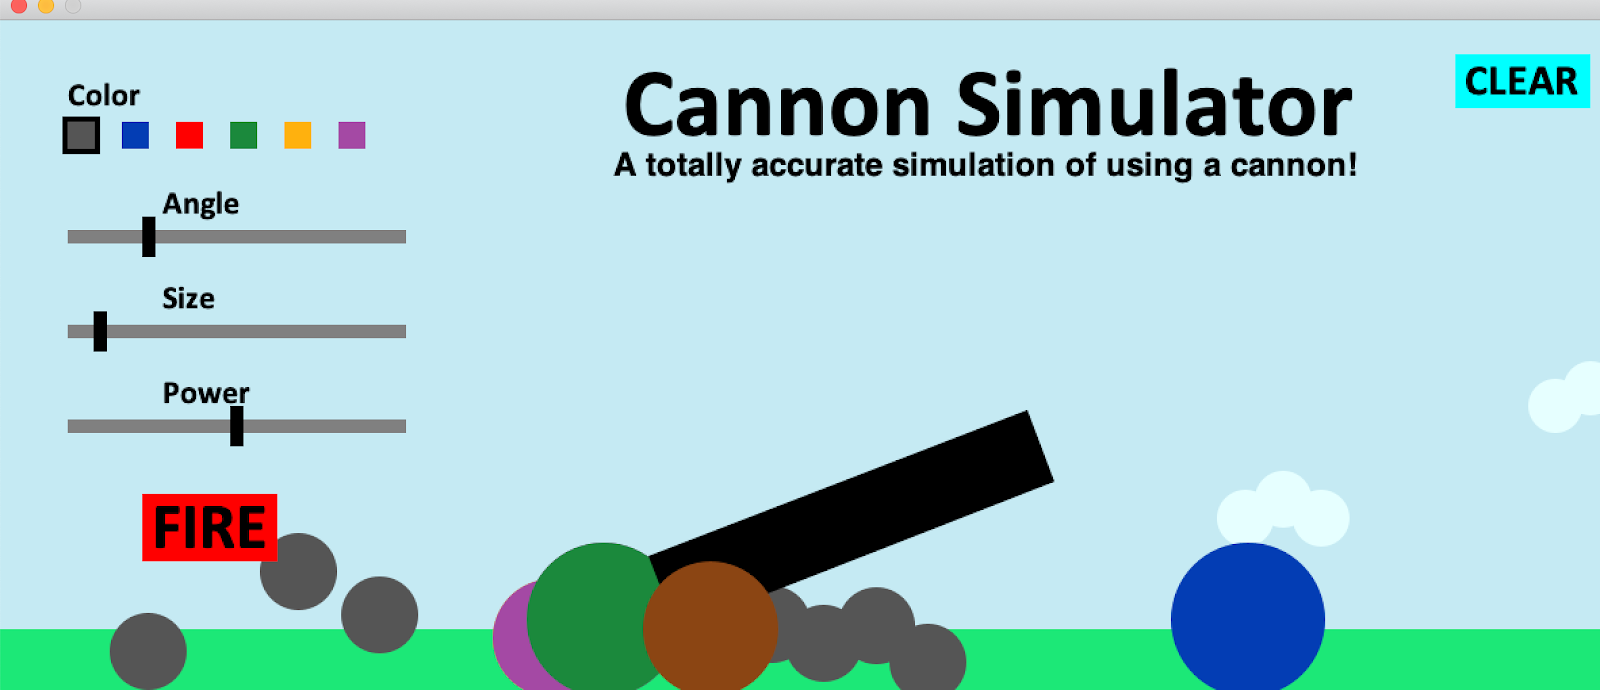 Color
Cannon Simulator
CLEAR
A totally accurate simulation of using a cannon!
Angle
Size
Power
FIRE